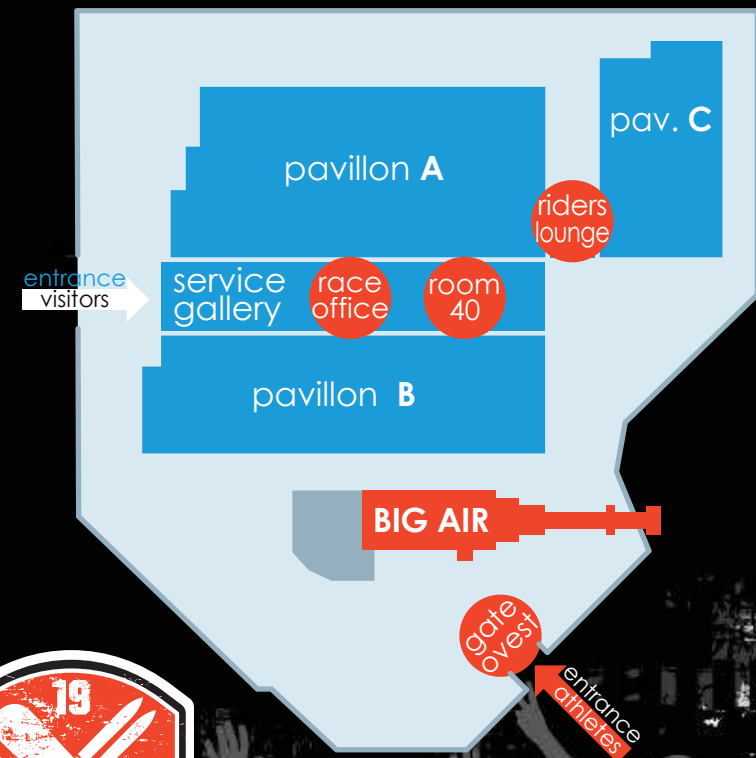 pav. C
pavillon A
riders
lounge
entrance
visitors
service
gallery
race
office
room
40
pavillon B
BIG AIR
gate
ovest
entrance
athletes
19